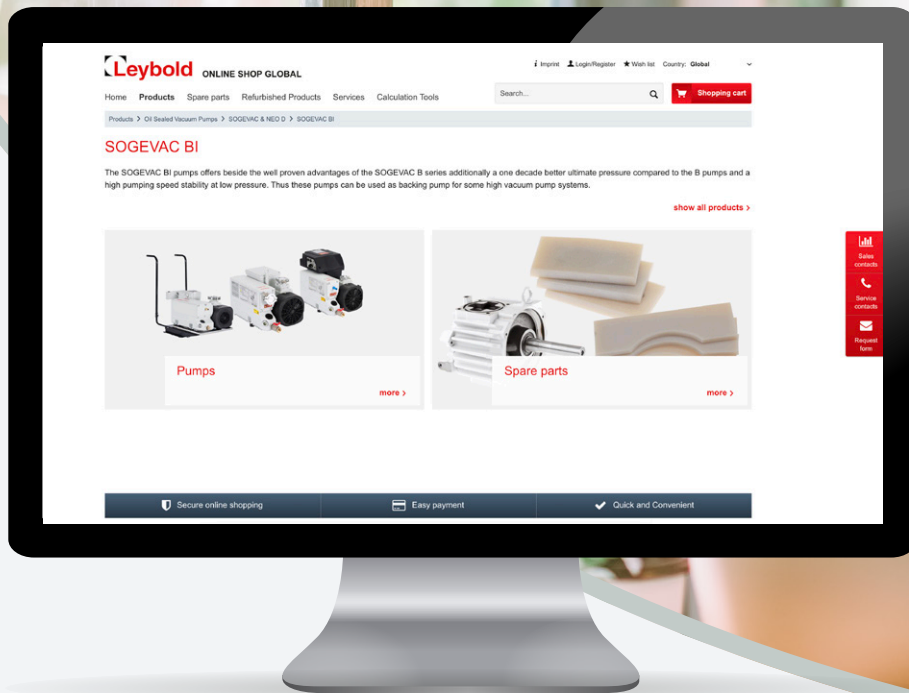 Leybold ONLINE SHOP GLOBAL
i Imprint Login/Register Wish list Country: Global
Home Products Spare parts Refurbished Products Services Calculation Tools
Search...
Shopping cart
Products > Oil Sealed Vacuum Pumps > SOGEVAC & NEO D > SOGEVAC BI
SOGEVAC BI
The SOGEVAC BI pumps offers beside the well proven advantages of the SOGEVAC B series additionally a one decade better ultimate pressure compared to the B pumps and a
high pumping speed stability at low pressure. Thus these pumps can be used as backing pump for some high vacuum pump systems.
show all products >
Sales
contacts
Service
contacts
Request
form
Pumps
more >
Spare parts
more >
Secure online shopping
Easy payment
Quick and Convenient